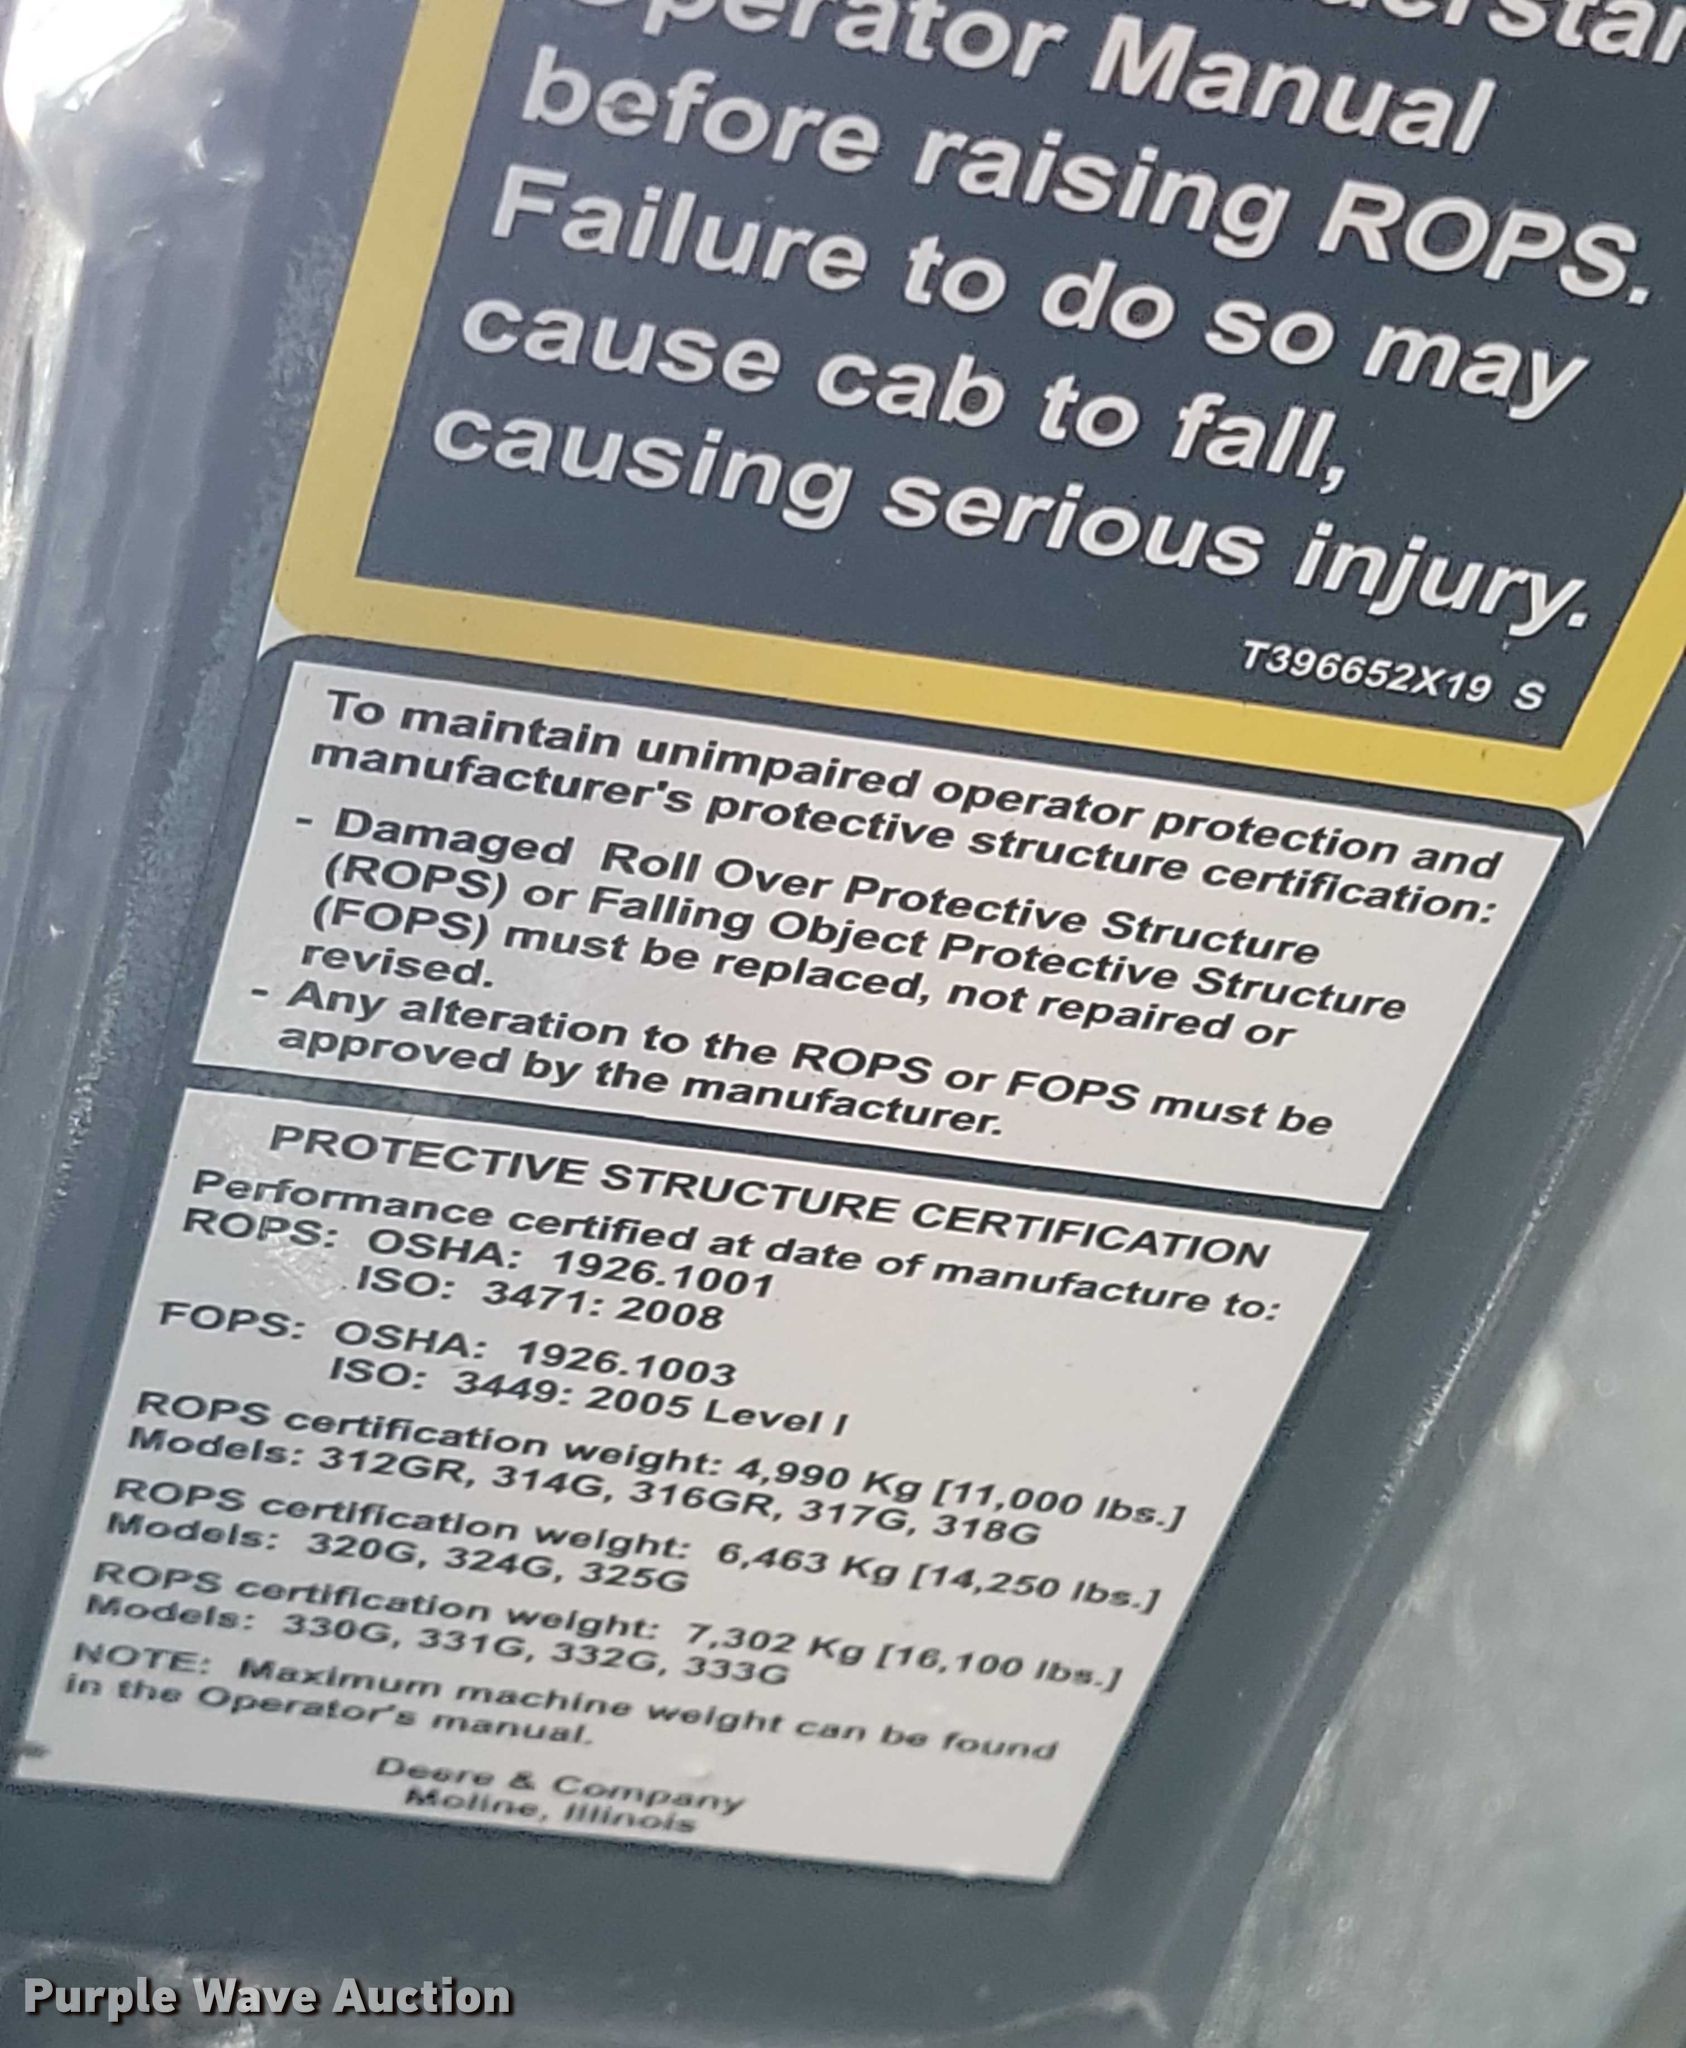 Operator Manual
before raising ROPS.
Failure to do so may
cause cab to fall,
causing serious injury.
T396652X19 S
To maintain unimpaired operator protection and
manufacturer's protective structure certification:
- Damaged Roll Over Protective Structure
(ROPS) or Falling Object Protective Structure
(FOPS) must be replaced, not repaired or
revised.
- Any alteration to the ROPS or FOPS must be
approved by the manufacturer.
PROTECTIVE STRUCTURE CERTIFICATION
Performance certified at date of manufacture to:
ROPS: OSHA: 1926.1001
ISO: 3471: 2008
FOPS: OSHA: 1926.1003
ISO: 3449: 2005 Level I
ROPS certification weight: 4,990 Kg [11,000 lbs.]
Models: 312GR, 314G, 316GR, 317G, 318G
ROPS certification weight: 6,463 Kg [14,250 lbs.]
Models: 320G, 324G, 325G
ROPS certification weight: 7,302 Kg [16,100 lbs.]
Models: 330G, 331G, 332G, 333G
NOTE: Maximum machine weight can be found
in the Operator's manual.
Deere & Company
Moline, Illinois
Purple Wave Auction